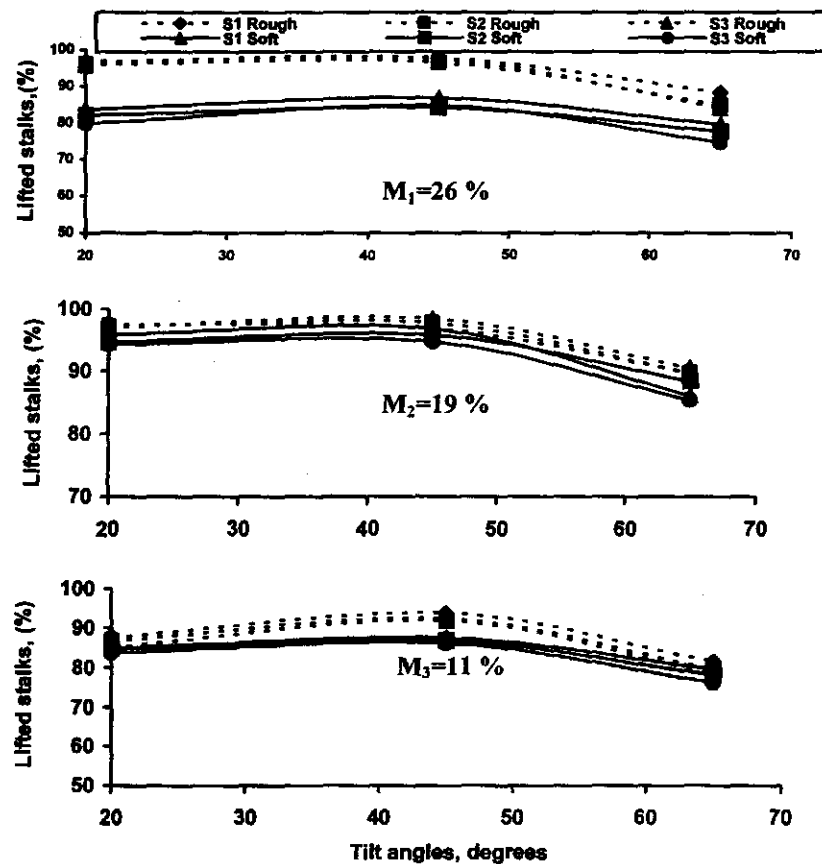 S1 Rough S2 Rough S3 Rough
S1 Soft S2 Soft S3 Soft
Lifted stalks,(%)
100
90
80
70
60
50
20 30 40 50 60 70
M₁=26 %
Lifted stalks, (%)
100
90
80
70
20 30 40 50 60 70
M₂=19 %
Lifted stalks, (%)
100
90
80
70
60
50
20 30 40 50 60 70
M₃=11 %
Tilt angles, degrees